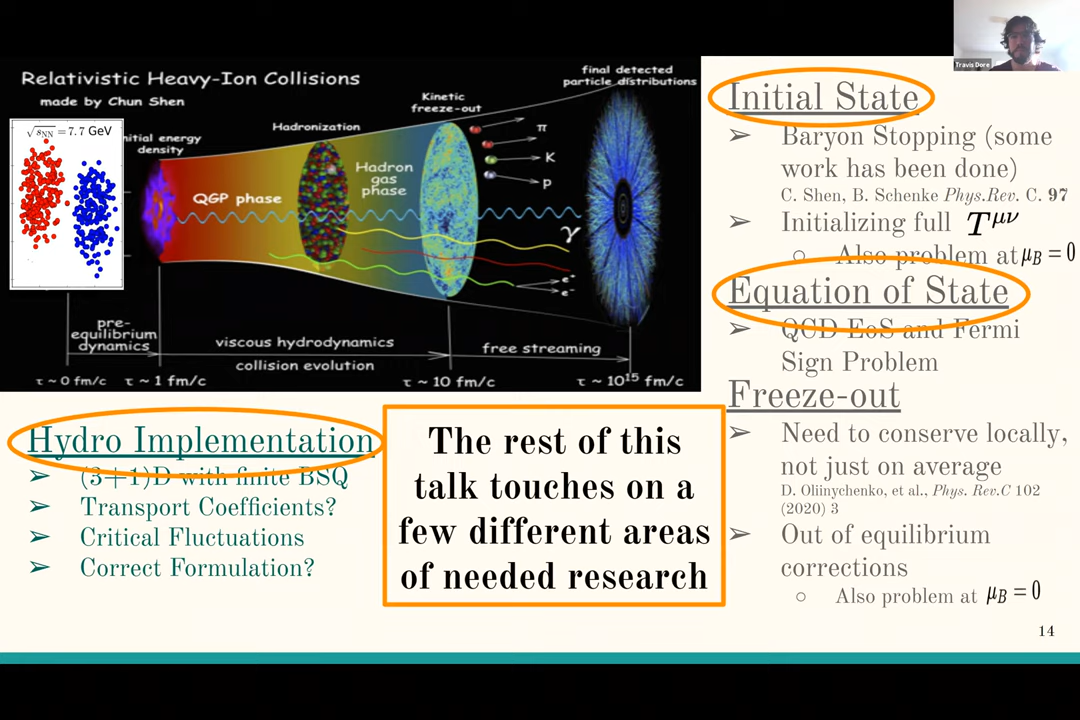 Travis Dore
Relativistic Heavy-Ion Collisions
made by Chun Shen
final detected
particle distributions
Kinetic
freeze-out
Hadronization
√sNN = 7.7 GeV
nitial energy
density
QGP phase
Hadron
gas
phase
π
K
p
γ
e⁺
e⁻
pre-
equilibrium
dynamics
viscous hydrodynamics
collision evolution
free streaming
τ ~ 0 fm/c
τ ~ 1 fm/c
τ ~ 10 fm/c
τ ~ 10¹⁵ fm/c
Initial State
➢ Baryon Stopping (some
work has been done)
C. Shen, B. Schenke Phys.Rev. C. 97
➢ Initializing full T^μν
○ Also problem at μB = 0
Equation of State
➢ QCD EoS and Fermi
Sign Problem
Freeze-out
➢ Need to conserve locally,
not just on average
D. Oliinychenko, et al., Phys. Rev.C 102
(2020) 3
➢ Out of equilibrium
corrections
○ Also problem at μB = 0
Hydro Implementation
➢ (3+1)D with finite BSQ
➢ Transport Coefficients?
➢ Critical Fluctuations
➢ Correct Formulation?
The rest of this
talk touches on a
few different areas
of needed research
14